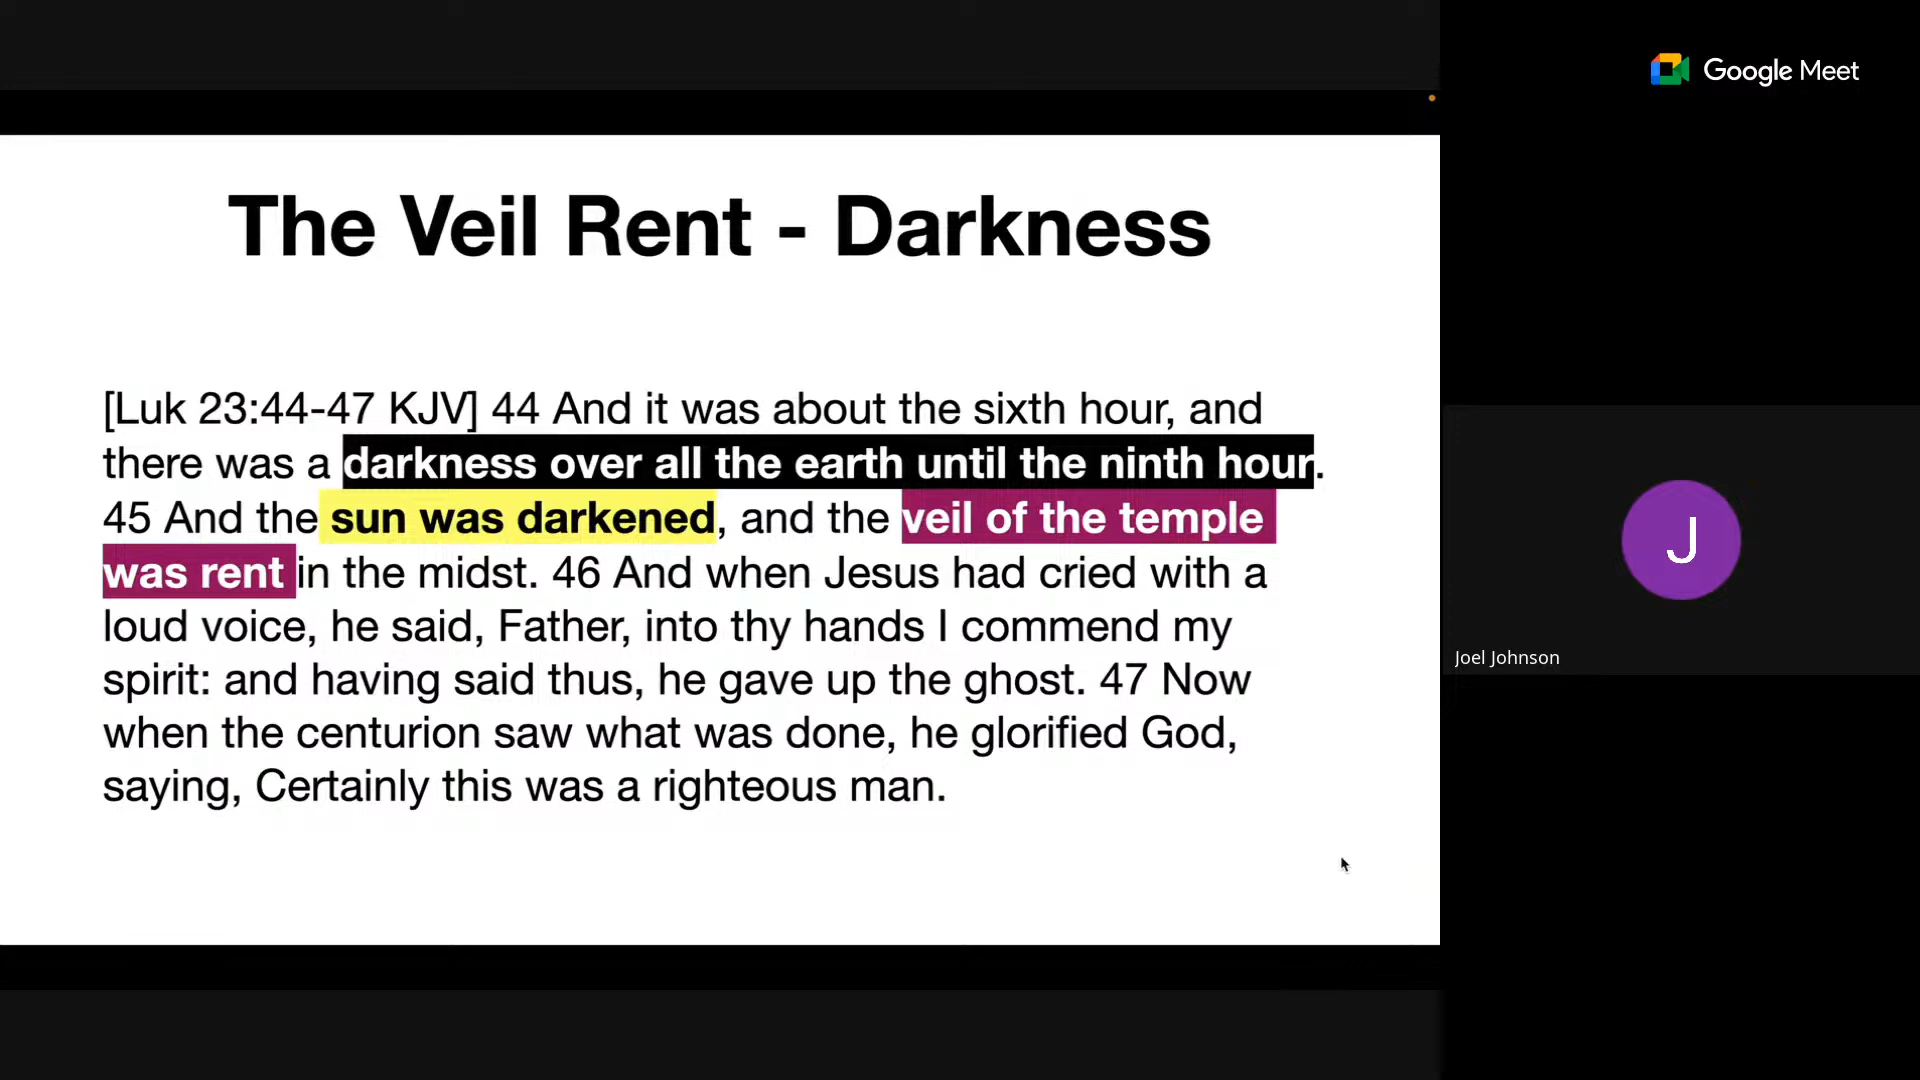 Google Meet
The Veil Rent - Darkness
[Luk 23:44-47 KJV] 44 And it was about the sixth hour, and
there was a darkness over all the earth until the ninth hour.
45 And the sun was darkened, and the veil of the temple
was rent in the midst. 46 And when Jesus had cried with a
loud voice, he said, Father, into thy hands I commend my
spirit: and having said thus, he gave up the ghost. 47 Now
when the centurion saw what was done, he glorified God,
saying, Certainly this was a righteous man.
J
Joel Johnson